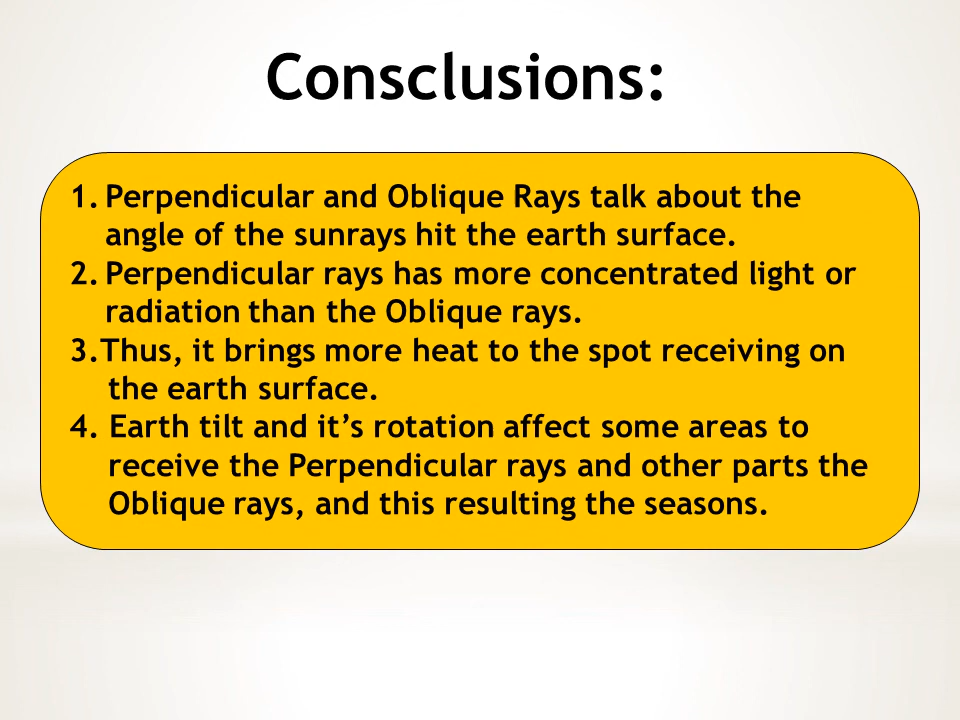 Consclusions:
1. Perpendicular and Oblique Rays talk about the
angle of the sunrays hit the earth surface.
2. Perpendicular rays has more concentrated light or
radiation than the Oblique rays.
3.Thus, it brings more heat to the spot receiving on
the earth surface.
4. Earth tilt and it’s rotation affect some areas to
receive the Perpendicular rays and other parts the
Oblique rays, and this resulting the seasons.